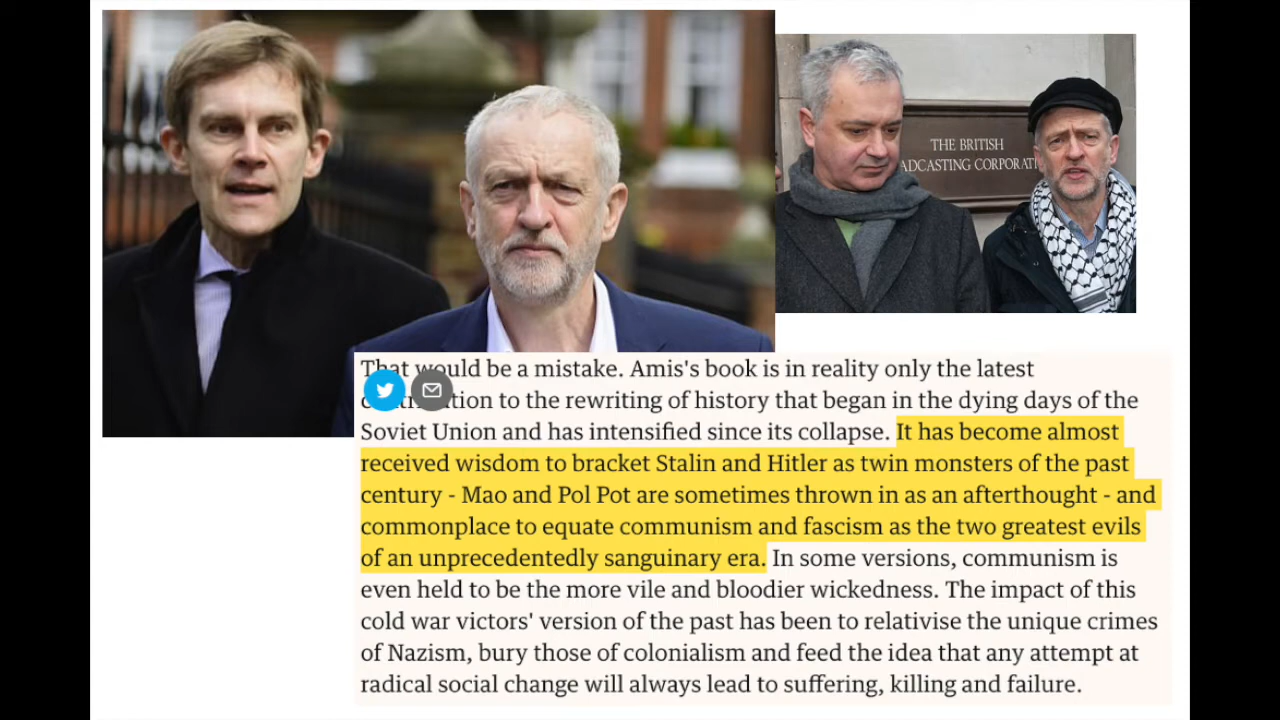 THE BRITISH
ADCASTING CORPORATI
That would be a mistake. Amis's book is in reality only the latest
to the rewriting of history that began in the dying days of the
Soviet Union and has intensified since its collapse. It has become almost
received wisdom to bracket Stalin and Hitler as twin monsters of the past
century - Mao and Pol Pot are sometimes thrown in as an afterthought - and
commonplace to equate communism and fascism as the two greatest evils
of an unprecedentedly sanguinary era. In some versions, communism is
even held to be the more vile and bloodier wickedness. The impact of this
cold war victors' version of the past has been to relativise the unique crimes
of Nazism, bury those of colonialism and feed the idea that any attempt at
radical social change will always lead to suffering, killing and failure.